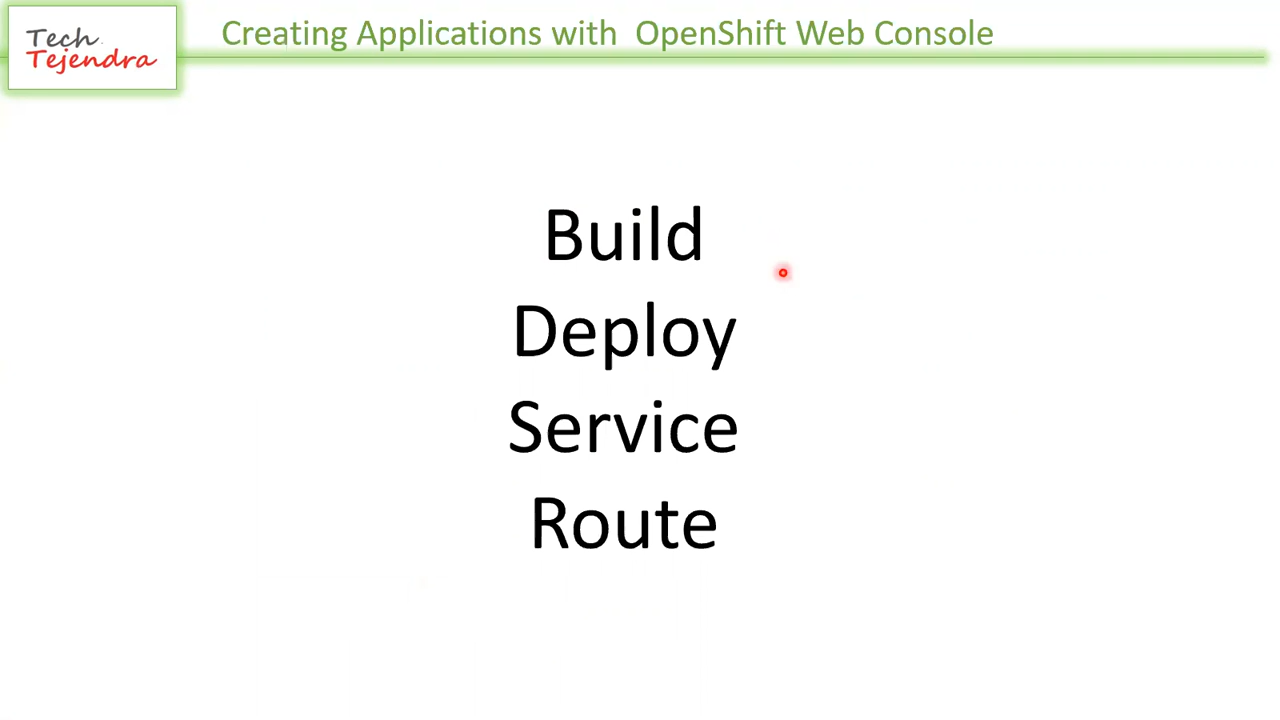 Tech
Tejendra
Creating Applications with OpenShift Web Console
Build
Deploy
Service
Route